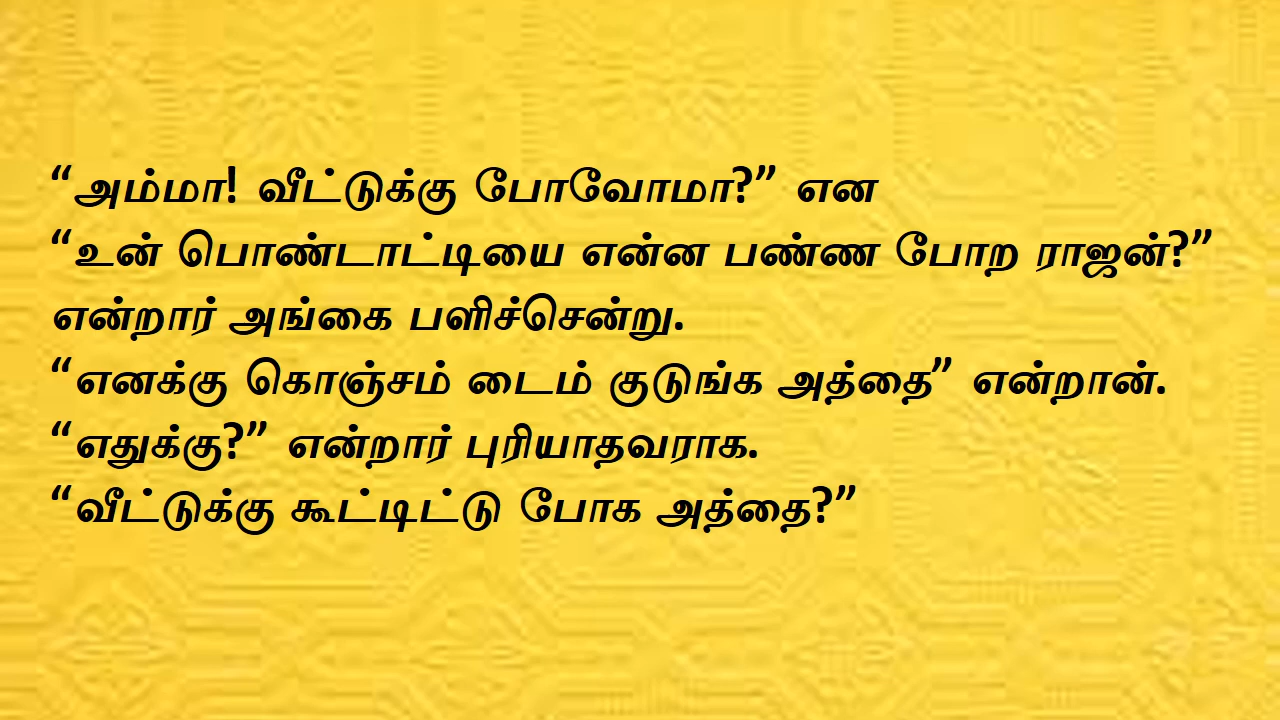 “அம்மா! வீட்டுக்கு போவோமா?” என
“உன் பொண்டாட்டியை என்ன பண்ண போற ராஜன்?”
என்றார் அங்கை பளிச்சென்று.
“எனக்கு கொஞ்சம் டைம் குடுங்க அத்தை” என்றான்.
“எதுக்கு?” என்றார் புரியாதவராக.
“வீட்டுக்கு கூட்டிட்டு போக அத்தை?”